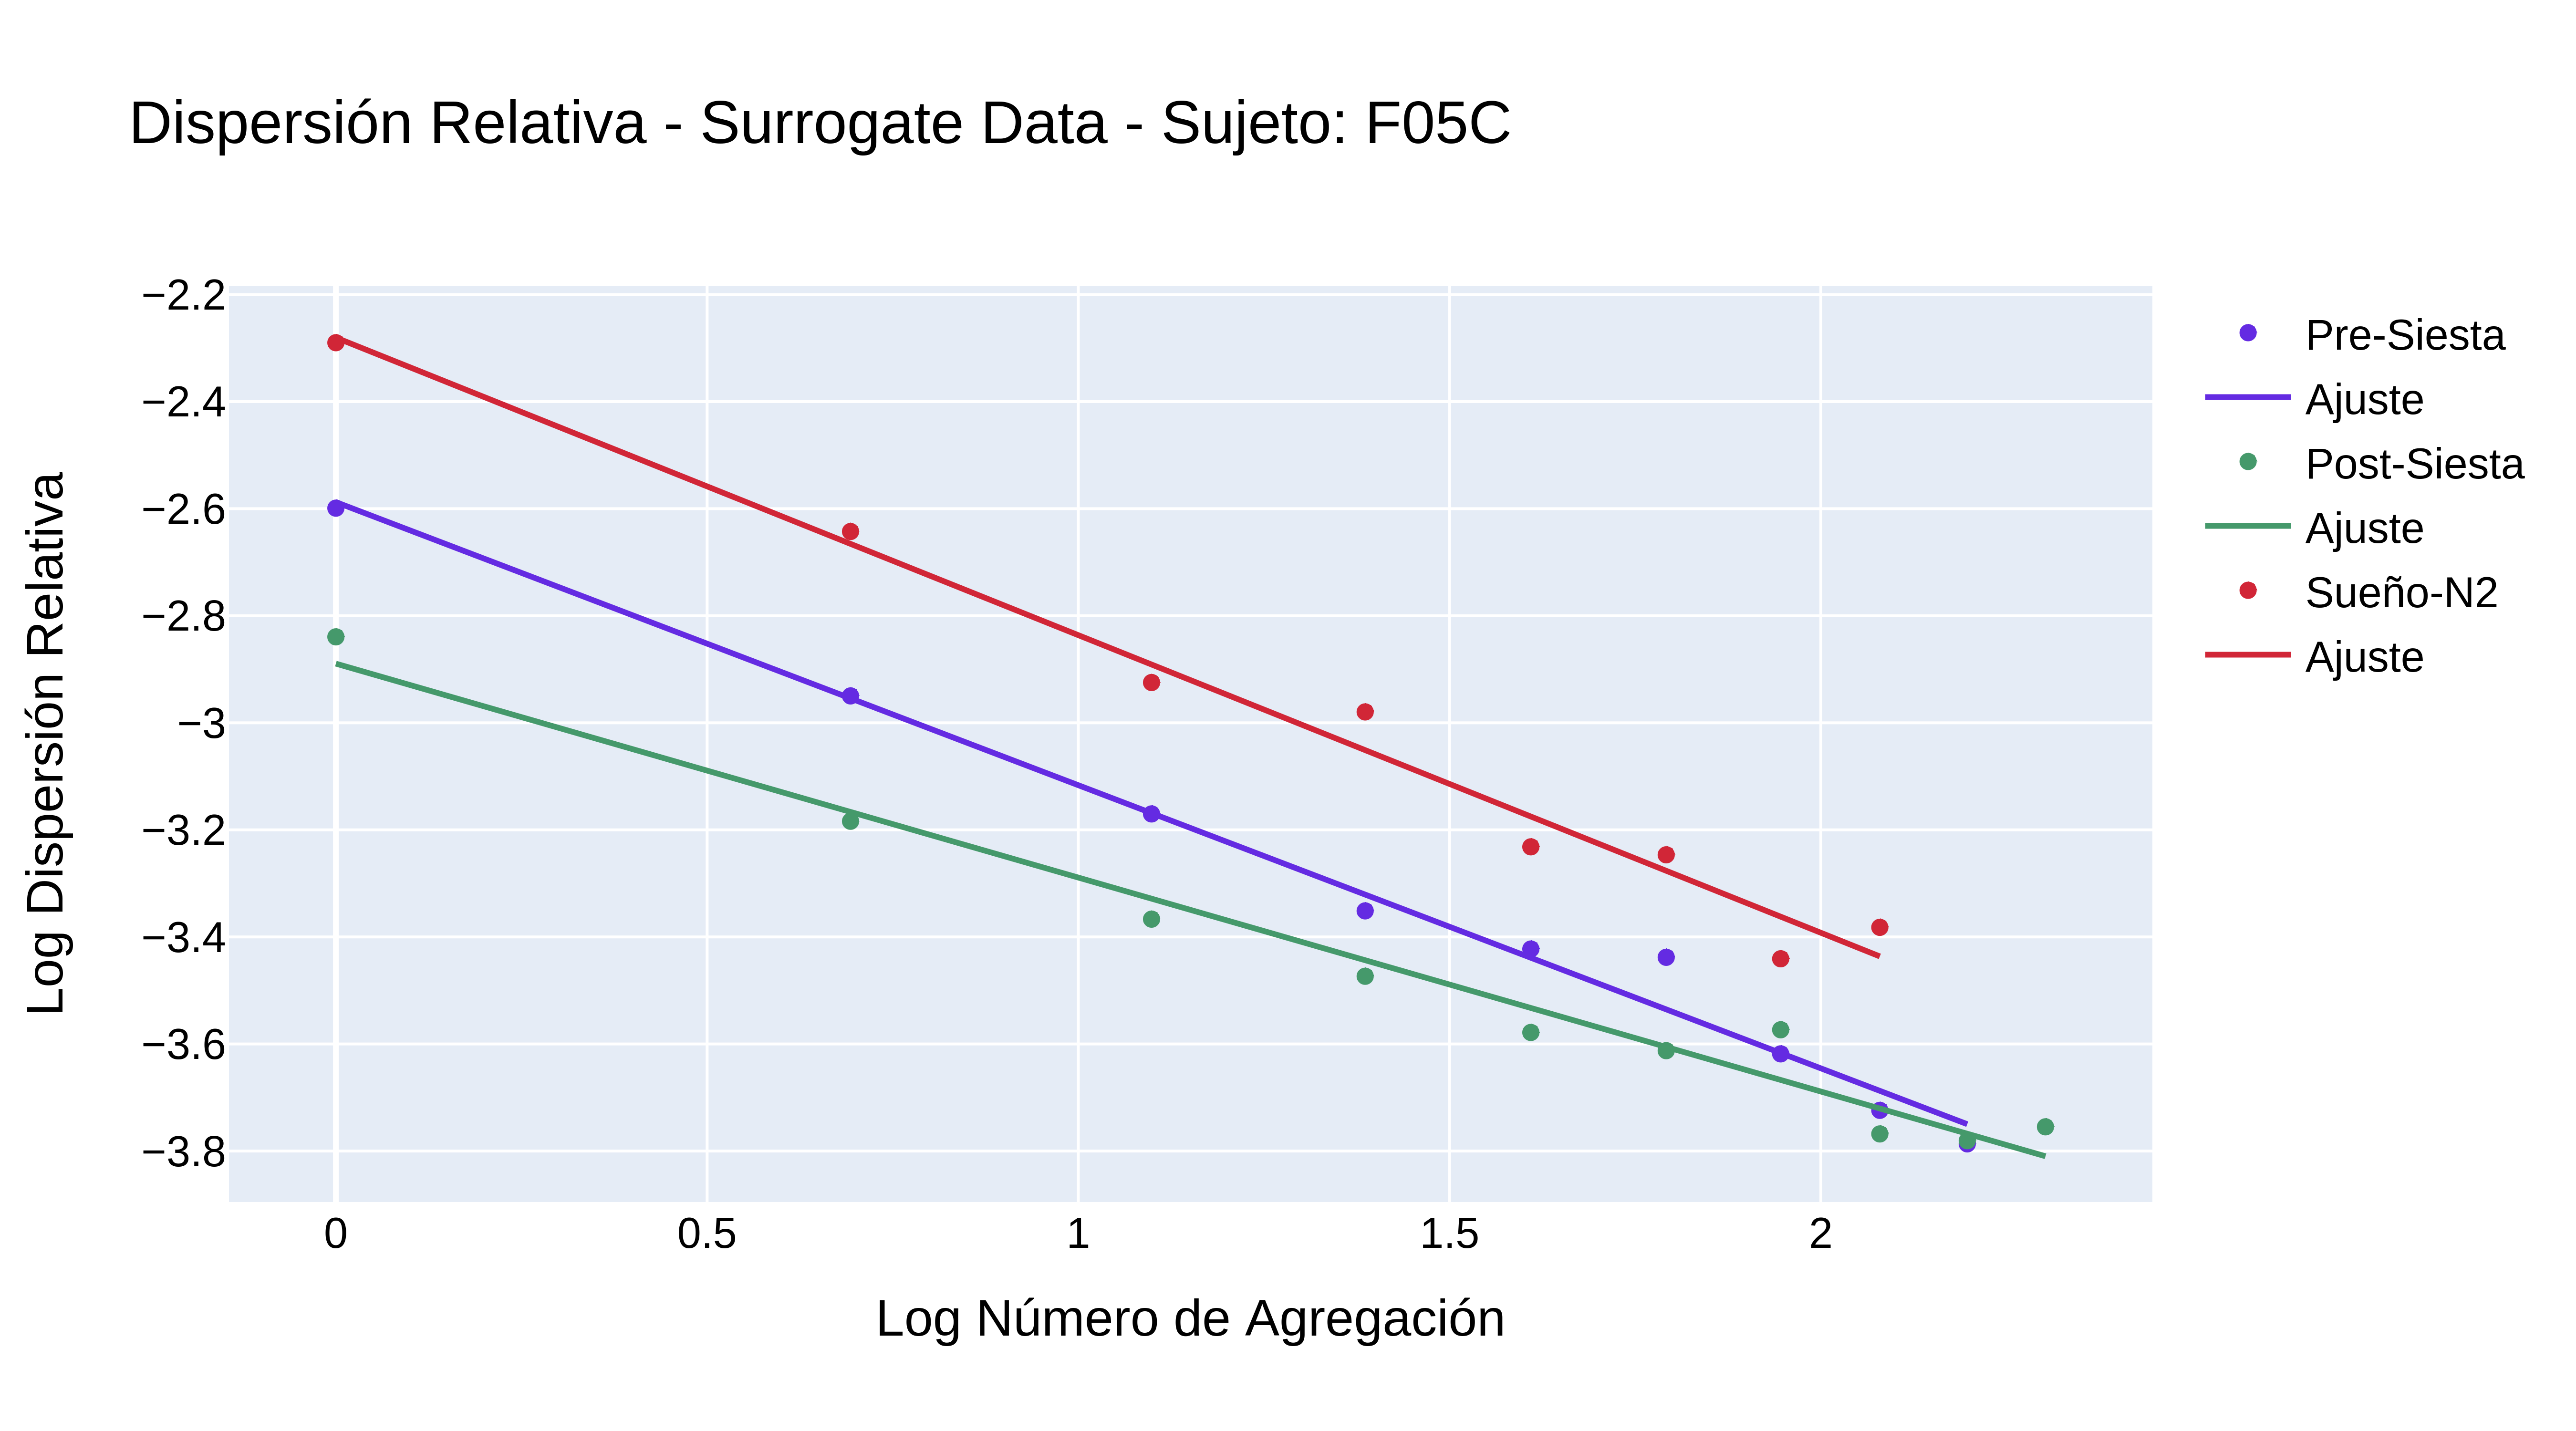 Dispersión Relativa - Surrogate Data - Sujeto: F05C
Log Dispersión Relativa
−2.2
−2.4
−2.6
−2.8
−3
−3.2
−3.4
−3.6
−3.8
0
0.5
1
1.5
2
Log Número de Agregación
Pre-Siesta
Ajuste
Post-Siesta
Ajuste
Sueño-N2
Ajuste